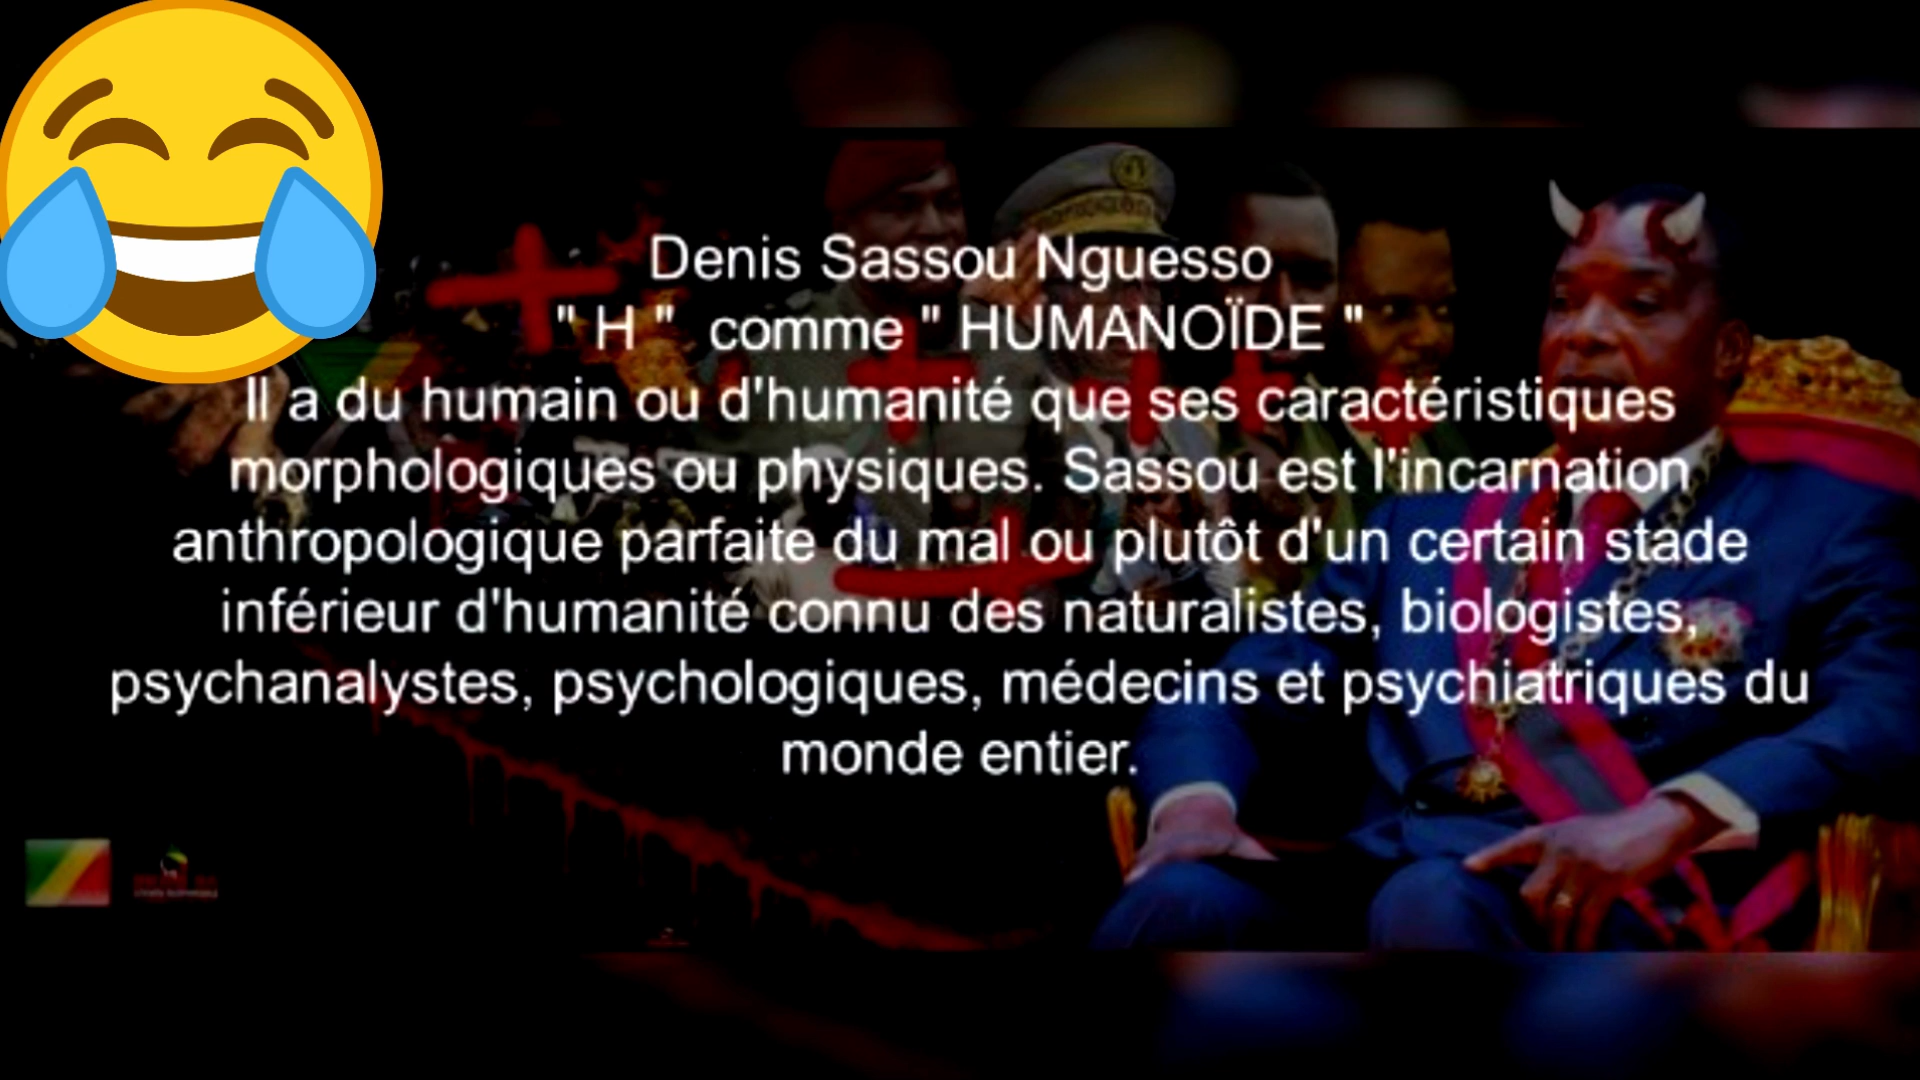 Denis Sassou Nguesso
" H " comme " HUMANOÏDE "
Il a du humain ou d'humanité que ses caractéristiques
morphologiques ou physiques. Sassou est l'incarnation
anthropologique parfaite du mal ou plutôt d'un certain stade
inférieur d'humanité connu des naturalistes, biologistes,
psychanalystes, psychologiques, médecins et psychiatriques du
monde entier.